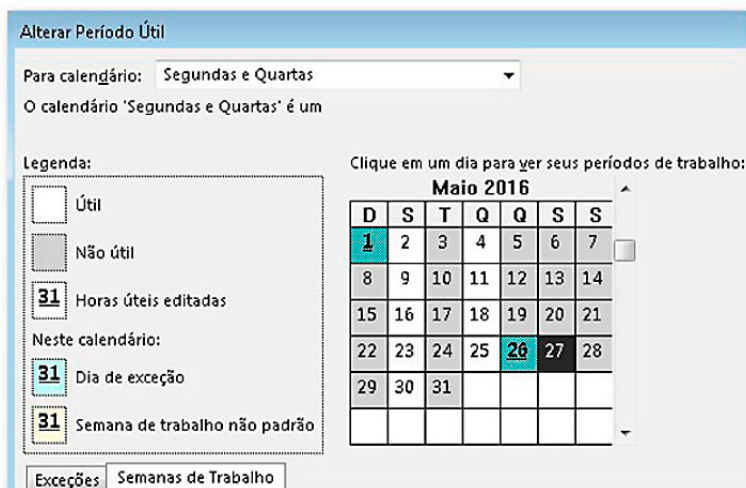 Alterar Período Útil
Para calendário: Segundas e Quartas
O calendário 'Segundas e Quartas' é um
Legenda:
Útil
Não útil
31 Horas úteis editadas
Neste calendário:
31 Dia de exceção
31 Semana de trabalho não padrão
Clique em um dia para ver seus períodos de trabalho:
Maio 2016
D S T Q Q S S
1 2 3 4 5 6 7
8 9 10 11 12 13 14
15 16 17 18 19 20 21
22 23 24 25 26 27 28
29 30 31
Exceções Semanas de Trabalho